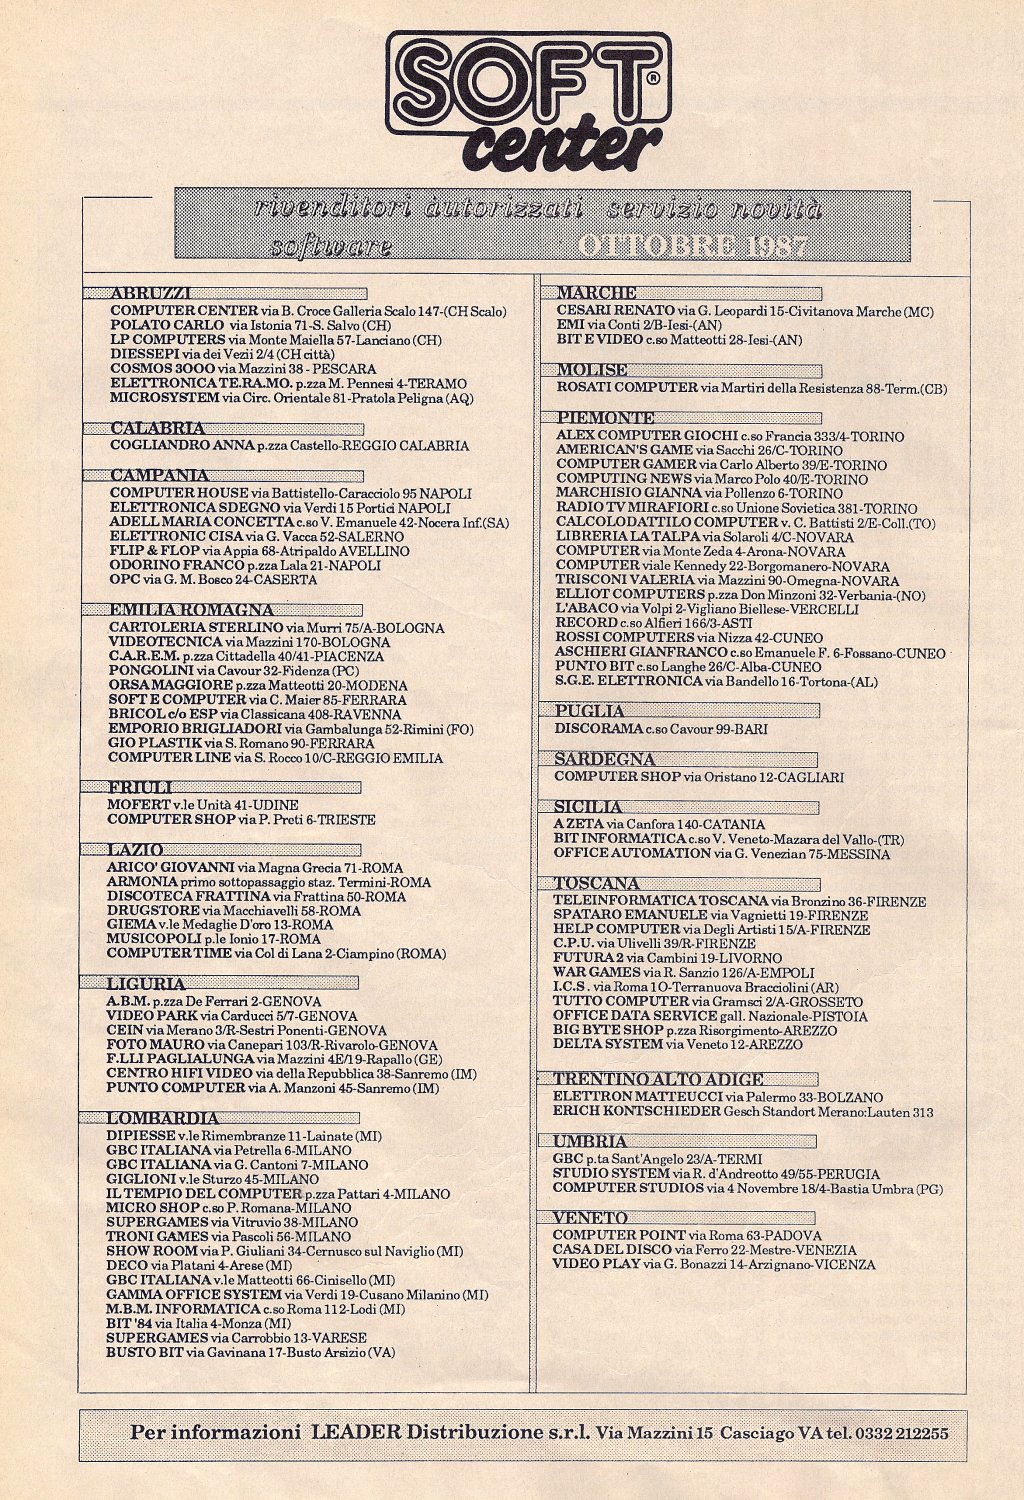 SOFT®
center
rivenditori autorizzati servizio novità
software OTTOBRE 1987
ABRUZZI
COMPUTER CENTER via B. Croce Galleria Scalo 147-(CH Scalo)
POLATO CARLO via Istonia 71-S. Salvo (CH)
LP COMPUTERS via Monte Maiella 57-Lanciano (CH)
DIESSEPI via dei Vezii 2/4 (CH città)
COSMOS 3OOO via Mazzini 38 - PESCARA
ELETTRONICA TE.RA.MO. p.zza M. Pennesi 4-TERAMO
MICROSYSTEM via Circ. Orientale 81-Pratola Peligna (AQ)
CALABRIA
COGLIANDRO ANNA p.zza Castello-REGGIO CALABRIA
CAMPANIA
COMPUTER HOUSE via Battistello-Caracciolo 95 NAPOLI
ELETTRONICA SDEGNO via Verdi 15 Portici NAPOLI
ADELL MARIA CONCETTA c.so V. Emanuele 42-Nocera Inf.(SA)
ELETTRONIC CISA via G. Vacca 52-SALERNO
FLIP & FLOP via Appia 68-Atripaldo AVELLINO
ODORINO FRANCO p.zza Lala 21-NAPOLI
OPC via G. M. Bosco 24-CASERTA
EMILIA ROMAGNA
CARTOLERIA STERLINO via Murri 75/A-BOLOGNA
VIDEOTECNICA via Mazzini 170-BOLOGNA
C.A.R.E.M. p.zza Cittadella 40/41-PIACENZA
PONGOLINI via Cavour 32-Fidenza (PC)
ORSA MAGGIORE p.zza Matteotti 20-MODENA
SOFT E COMPUTER via C. Maier 85-FERRARA
BRICOL c/o ESP via Classicana 408-RAVENNA
EMPORIO BRIGLIADORI via Gambalunga 52-Rimini (FO)
GIO PLASTIK via S. Romano 90-FERRARA
COMPUTER LINE via S. Rocco 10/C-REGGIO EMILIA
FRIULI
MOFERT v.le Unità 41-UDINE
COMPUTER SHOP via P. Preti 6-TRIESTE
LAZIO
ARICO' GIOVANNI via Magna Grecia 71-ROMA
ARMONIA primo sottopassaggio staz. Termini-ROMA
DISCOTECA FRATTINA via Frattina 50-ROMA
DRUGSTORE via Macchiavelli 58-ROMA
GIEMA v.le Medaglie D'oro 13-ROMA
MUSICOPOLI p.le Ionio 17-ROMA
COMPUTER TIME via Col di Lana 2-Ciampino (ROMA)
LIGURIA
A.B.M. p.zza De Ferrari 2-GENOVA
VIDEO PARK via Carducci 5/7-GENOVA
CEIN via Merano 3/R-Sestri Ponenti-GENOVA
FOTO MAURO via Canepari 103/R-Rivarolo-GENOVA
F.LLI PAGLIALUNGA via Mazzini 4E/19-Rapallo (GE)
CENTRO HIFI VIDEO via della Repubblica 38-Sanremo (IM)
PUNTO COMPUTER via A. Manzoni 45-Sanremo (IM)
LOMBARDIA
DIPIESSE v.le Rimembranze 11-Lainate (MI)
GBC ITALIANA via Petrella 6-MILANO
GBC ITALIANA via G. Cantoni 7-MILANO
GIGLIONI v.le Sturzo 45-MILANO
IL TEMPIO DEL COMPUTER p.zza Pattari 4-MILANO
MICRO SHOP c.so P. Romana-MILANO
SUPERGAMES via Vitruvio 38-MILANO
TRONI GAMES via Pascoli 56-MILANO
SHOW ROOM via P. Giuliani 34-Cernusco sul Naviglio (MI)
DECO via Platani 4-Arese (MI)
GBC ITALIANA v.le Matteotti 66-Cinisello (MI)
GAMMA OFFICE SYSTEM via Verdi 19-Cusano Milanino (MI)
M.B.M. INFORMATICA c.so Roma 112-Lodi (MI)
BIT '84 via Italia 4-Monza (MI)
SUPERGAMES via Carrobbio 13-VARESE
BUSTO BIT via Gavinana 17-Busto Arsizio (VA)
MARCHE
CESARI RENATO via G. Leopardi 15-Civitanova Marche (MC)
EMI via Conti 2/B-Iesi-(AN)
BIT E VIDEO c.so Matteotti 28-Iesi-(AN)
MOLISE
ROSATI COMPUTER via Martiri della Resistenza 88-Term.(CB)
PIEMONTE
ALEX COMPUTER GIOCHI c.so Francia 333/4-TORINO
AMERICAN'S GAME via Sacchi 26/C-TORINO
COMPUTER GAMER via Carlo Alberto 39/E-TORINO
COMPUTING NEWS via Marco Polo 40/E-TORINO
MARCHISIO GIANNA via Pollenzo 6-TORINO
RADIO TV MIRAFIORI c.so Unione Sovietica 381-TORINO
CALCOLO DATTILO COMPUTER v. C. Battisti 2/E-Coll.(TO)
LIBRERIA LA TALPA via Solaroli 4/C-NOVARA
COMPUTER via Monte Zeda 4-Arona-NOVARA
COMPUTER viale Kennedy 22-Borgomanero-NOVARA
TRISCONI VALERIA via Mazzini 90-Omegna-NOVARA
ELLIOT COMPUTERS p.zza Don Minzoni 32-Verbania-(NO)
L'ABACO via Volpi 2-Vigliano Biellese-VERCELLI
RECORD c.so Alfieri 166/3-ASTI
ROSSI COMPUTERS via Nizza 42-CUNEO
ASCHIERI GIANFRANCO c.so Emanuele F. 6-Fossano-CUNEO
PUNTO BIT c.so Langhe 26/C-Alba-CUNEO
S.G.E. ELETTRONICA via Bandello 16-Tortona-(AL)
PUGLIA
DISCORAMA c.so Cavour 99-BARI
SARDEGNA
COMPUTER SHOP via Oristano 12-CAGLIARI
SICILIA
A ZETA via Canfora 140-CATANIA
BIT INFORMATICA c.so V. Veneto-Mazara del Vallo-(TR)
OFFICE AUTOMATION via G. Venezian 75-MESSINA
TOSCANA
TELEINFORMATICA TOSCANA via Bronzino 36-FIRENZE
SPATARO EMANUELE via Vagnietti 19-FIRENZE
HELP COMPUTER via Degli Artisti 15/A-FIRENZE
C.P.U. via Ulivelli 39/R-FIRENZE
FUTURA 2 via Cambini 19-LIVORNO
WAR GAMES via R. Sanzio 126/A-EMPOLI
I.C.S . via Roma 1O-Terranuova Bracciolini (AR)
TUTTO COMPUTER via Gramsci 2/A-GROSSETO
OFFICE DATA SERVICE gall. Nazionale-PISTOIA
BIG BYTE SHOP p.zza Risorgimento-AREZZO
DELTA SYSTEM via Veneto 12-AREZZO
TRENTINO ALTO ADIGE
ELETTRON MATTEUCCI via Palermo 33-BOLZANO
ERICH KONTSCHIEDER Gesch Standort Merano:Lauten 313
UMBRIA
GBC p.ta Sant'Angelo 23/A-TERMI
STUDIO SYSTEM via R. d'Andreotto 49/55-PERUGIA
COMPUTER STUDIOS via 4 Novembre 18/4-Bastia Umbra (PG)
VENETO
COMPUTER POINT via Roma 63-PADOVA
CASA DEL DISCO via Ferro 22-Mestre-VENEZIA
VIDEO PLAY via G. Bonazzi 14-Arzignano-VICENZA
Per informazioni LEADER Distribuzione s.r.l. Via Mazzini 15 Casciago VA tel. 0332 212255